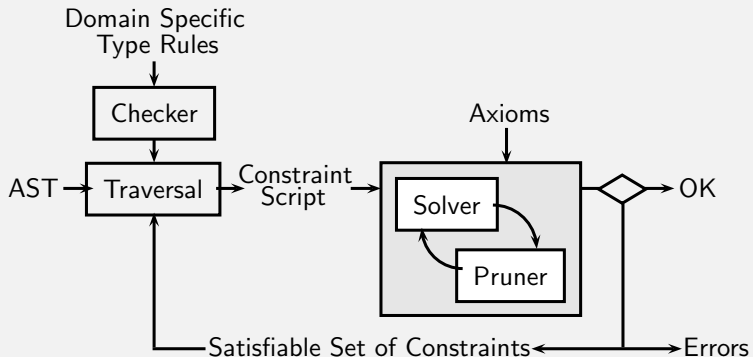 Domain Specific
Type Rules
Checker
Axioms
AST
Traversal
Constraint
Script
Solver
Pruner
OK
Satisfiable Set of Constraints
Errors